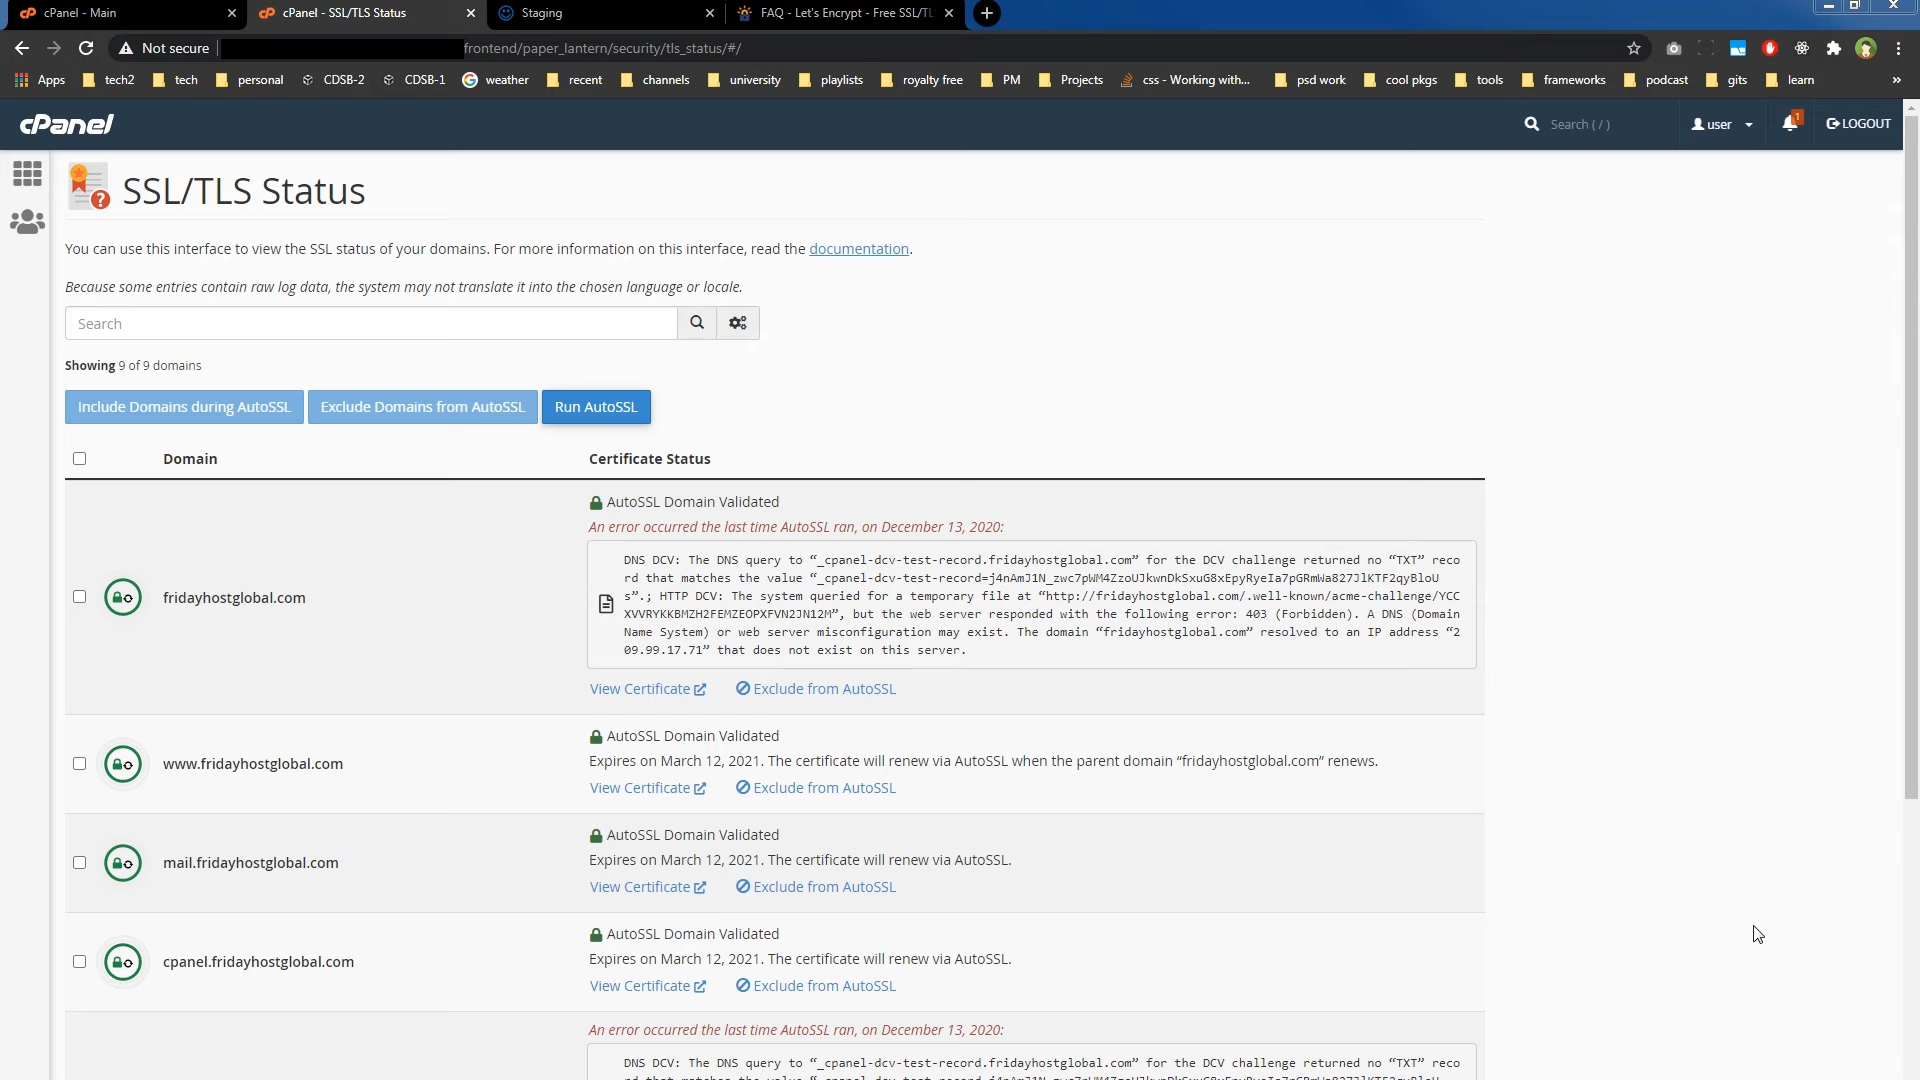 cPanel - Main
cPanel - SSL/TLS Status
Staging
FAQ - Let's Encrypt - Free SSL/TL
Not secure
frontend/paper_lantern/security/tls_status/#/
Apps
tech2
tech
personal
CDSB-2
CDSB-1
weather
recent
channels
university
playlists
royalty free
PM
Projects
css - Working with...
psd work
cool pkgs
tools
frameworks
podcast
gits
learn
»
cPanel
Search ( / )
user
1
LOGOUT
SSL/TLS Status
You can use this interface to view the SSL status of your domains. For more information on this interface, read the documentation.
Because some entries contain raw log data, the system may not translate it into the chosen language or locale.
Search
Showing 9 of 9 domains
Include Domains during AutoSSL
Exclude Domains from AutoSSL
Run AutoSSL
Domain
Certificate Status
AutoSSL Domain Validated
An error occurred the last time AutoSSL ran, on December 13, 2020:
fridayhostglobal.com
DNS DCV: The DNS query to “_cpanel-dcv-test-record.fridayhostglobal.com” for the DCV challenge returned no “TXT” reco
rd that matches the value “_cpanel-dcv-test-record=j4nAmJ1N_zwc7pWM4ZzoUJkwnDkSxuG8xEpyRyeIa7pGRmWa827JlKTF2qyBloU
s”.; HTTP DCV: The system queried for a temporary file at “http://fridayhostglobal.com/.well-known/acme-challenge/YCC
XVVRYKKBMZH2FEMZEOPXFVN2JN12M”, but the web server responded with the following error: 403 (Forbidden). A DNS (Domain
Name System) or web server misconfiguration may exist. The domain “fridayhostglobal.com” resolved to an IP address “2
09.99.17.71” that does not exist on this server.
View Certificate
Exclude from AutoSSL
www.fridayhostglobal.com
AutoSSL Domain Validated
Expires on March 12, 2021. The certificate will renew via AutoSSL when the parent domain “fridayhostglobal.com” renews.
View Certificate
Exclude from AutoSSL
mail.fridayhostglobal.com
AutoSSL Domain Validated
Expires on March 12, 2021. The certificate will renew via AutoSSL.
View Certificate
Exclude from AutoSSL
cpanel.fridayhostglobal.com
AutoSSL Domain Validated
Expires on March 12, 2021. The certificate will renew via AutoSSL.
View Certificate
Exclude from AutoSSL
An error occurred the last time AutoSSL ran, on December 13, 2020:
DNS DCV: The DNS query to “_cpanel-dcv-test-record.fridayhostglobal.com” for the DCV challenge returned no “TXT” reco